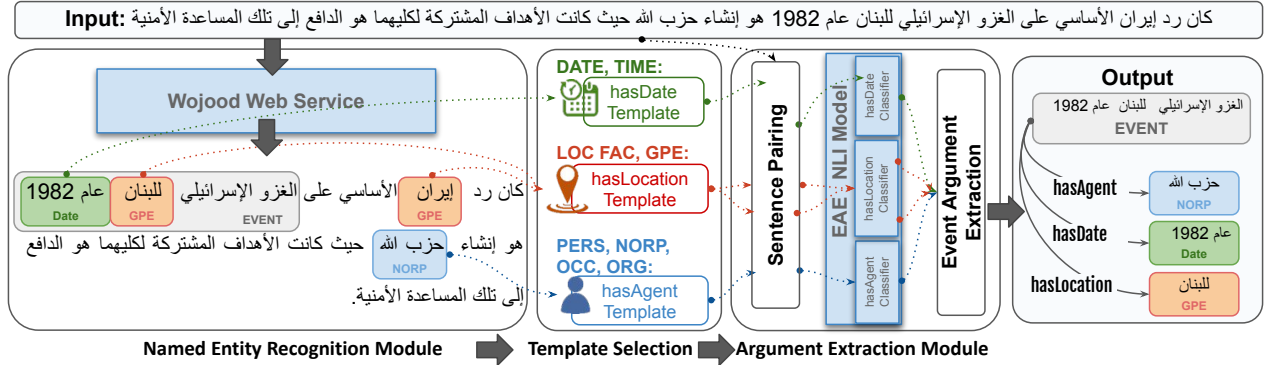 Input: كان رد إيران الأساسي على الغزو الإسرائيلي للبنان عام 1982 هو إنشاء حزب الله حيث كانت الأهداف المشتركة لكليهما هو الدافع إلى تلك المساعدة الأمنية
Wojood Web Service
كان رد إيران الأساسي على الغزو الإسرائيلي للبنان عام 1982
GPE EVENT GPE Date
هو إنشاء حزب الله حيث كانت الأهداف المشتركة لكليهما هو الدافع
NORP
إلى تلك المساعدة الأمنية.
Named Entity Recognition Module
DATE, TIME:
hasDate
Template
LOC FAC, GPE:
hasLocation
Template
PERS, NORP,
OCC, ORG:
hasAgent
Template
Template Selection
Sentence Pairing
EAE NLI Model
hasDate
Classifier
hasLocation
Classifier
hasAgent
Classifier
Event Argument
Extraction
Argument Extraction Module
Output
الغزو الإسرائيلي للبنان عام 1982
EVENT
hasAgent
حزب الله
NORP
hasDate
عام 1982
Date
hasLocation
للبنان
GPE